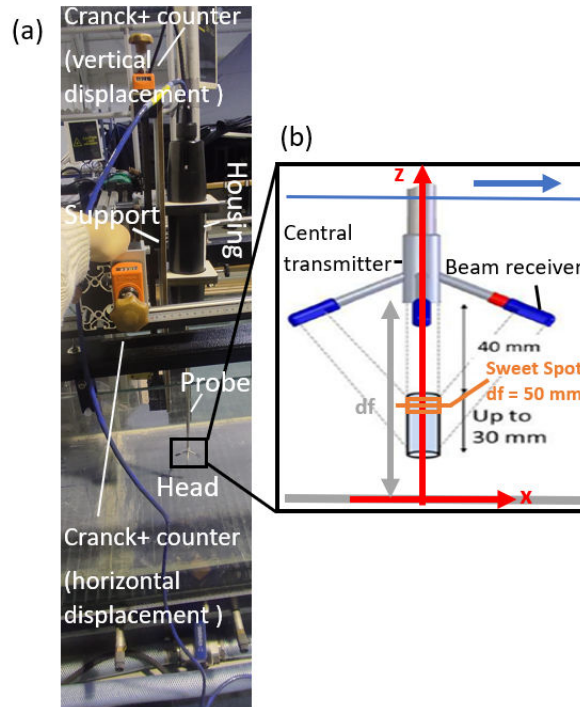 (a)
Cranck+ counter
(vertical
displacement )
Housing
Support
Probe
Head
Cranck+ counter
(horizontal
displacement )
(b)
z
Central
transmitter
Beam receiver
40 mm
Sweet Spot
df = 50 mm
df
Up to
30 mm
x